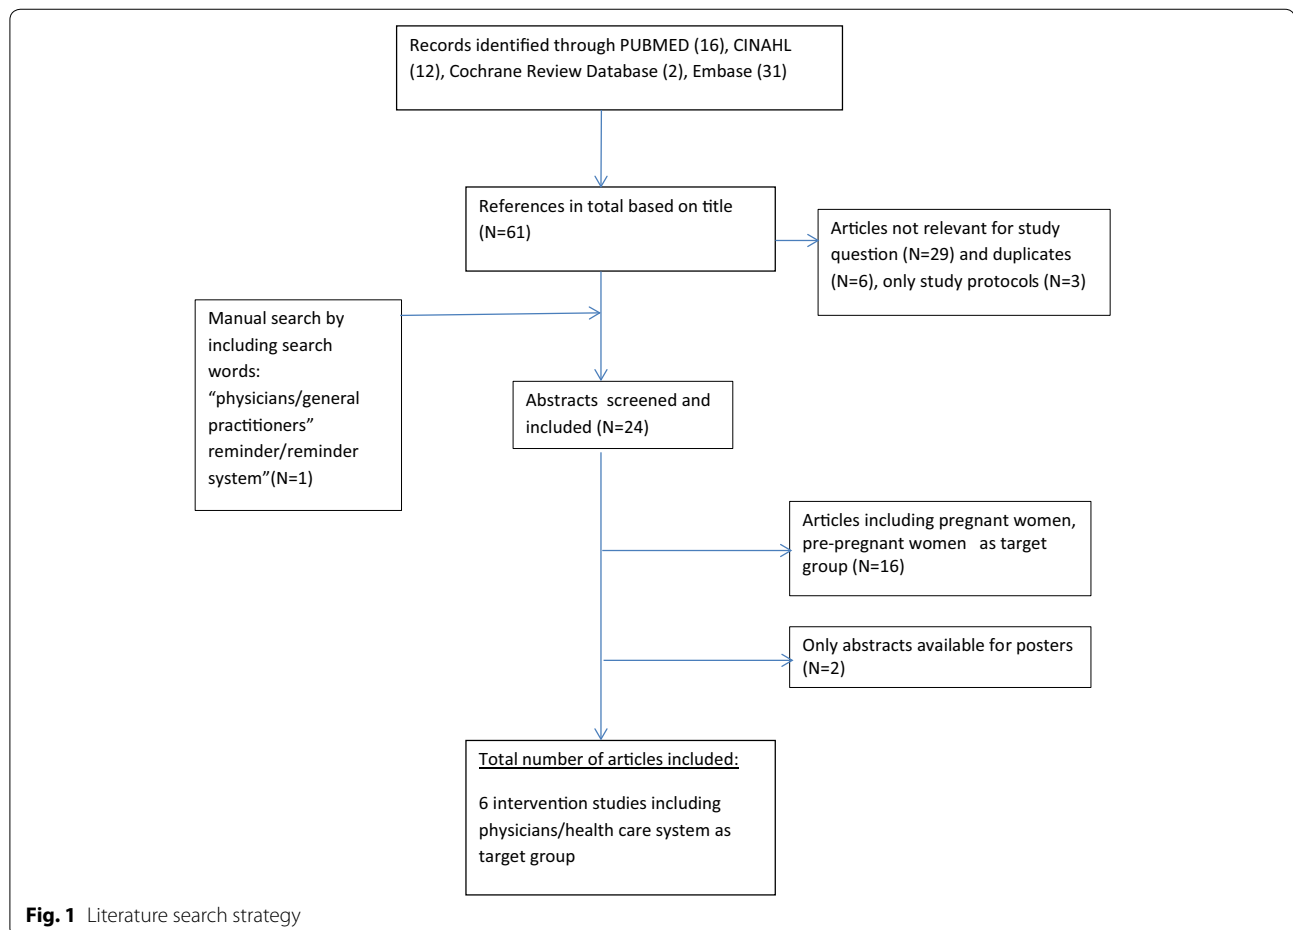 Records identified through PUBMED (16), CINAHL
(12), Cochrane Review Database (2), Embase (31)
References in total based on title
(N=61)
Articles not relevant for study
question (N=29) and duplicates
(N=6), only study protocols (N=3)
Manual search by
including search
words:
“physicians/general
practitioners”
reminder/reminder
system”(N=1)
Abstracts screened and
included (N=24)
Articles including pregnant women,
pre-pregnant women as target
group (N=16)
Only abstracts available for posters
(N=2)
Total number of articles included:
6 intervention studies including
physicians/health care system as
target group
Fig. 1 Literature search strategy